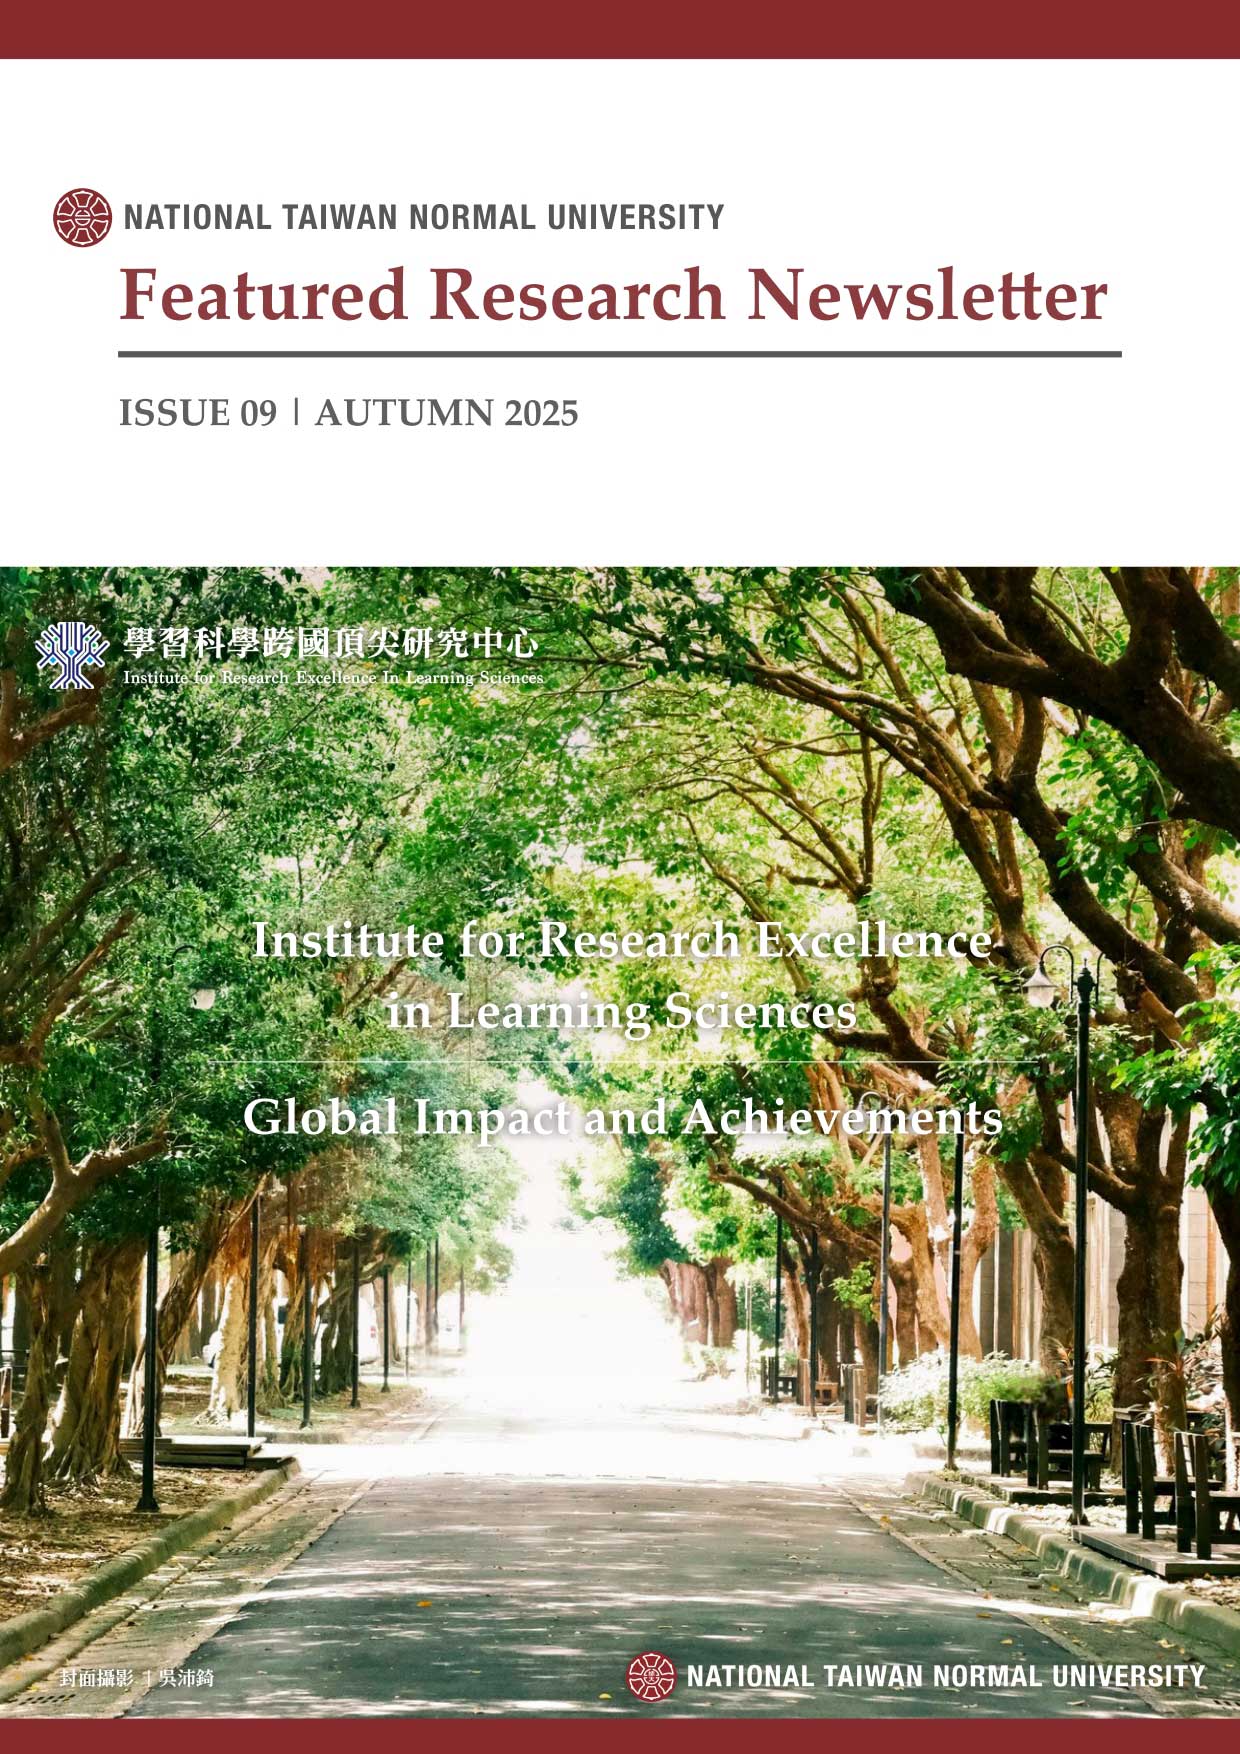 NATIONAL TAIWAN NORMAL UNIVERSITY
Featured Research Newsletter
ISSUE 09 | AUTUMN 2025
學習科學跨國頂尖研究中心
Institute for Research Excellence In Learning Sciences
Institute for Research Excellence
in Learning Sciences
Global Impact and Achievements
封面攝影 | 吳沛錡
NATIONAL TAIWAN NORMAL UNIVERSITY